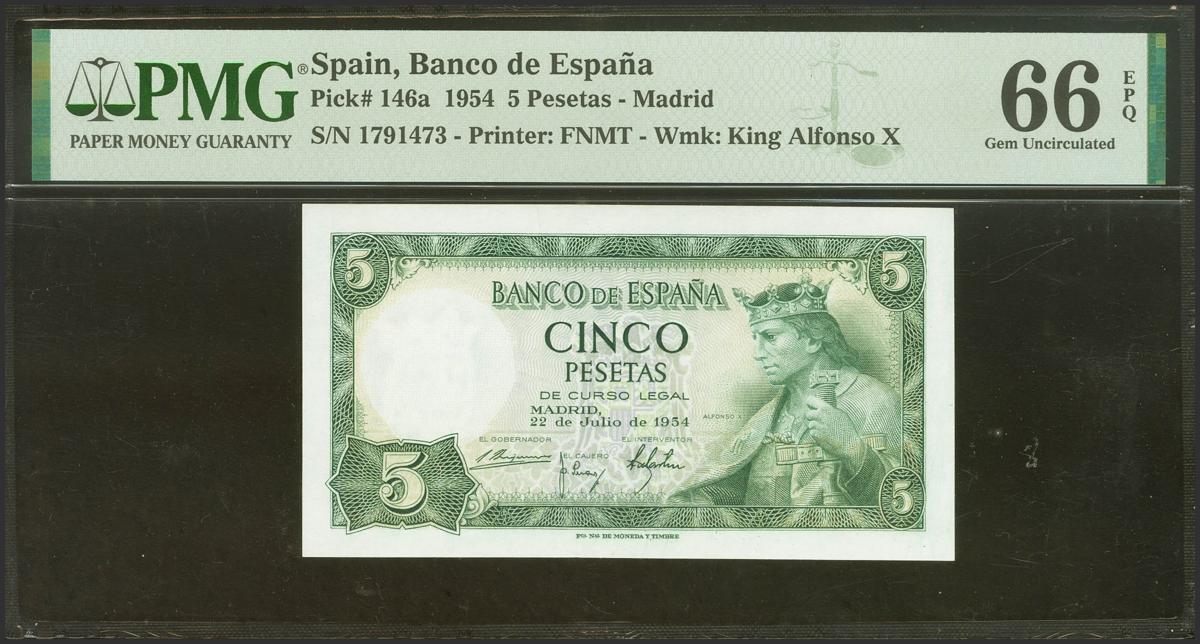 PMG®
PAPER MONEY GUARANTY
Spain, Banco de España
Pick# 146a 1954 5 Pesetas - Madrid
S/N 1791473 - Printer: FNMT - Wmk: King Alfonso X
66
EPQ
Gem Uncirculated
5
5
BANCO DE ESPAÑA
CINCO
PESETAS
DE CURSO LEGAL
MADRID,
22 de Julio de 1954
ALFONSO X
EL GOBERNADOR
EL INTERVENTOR
EL CAJERO
5
5
FCA. NAL. DE MONEDA Y TIMBRE